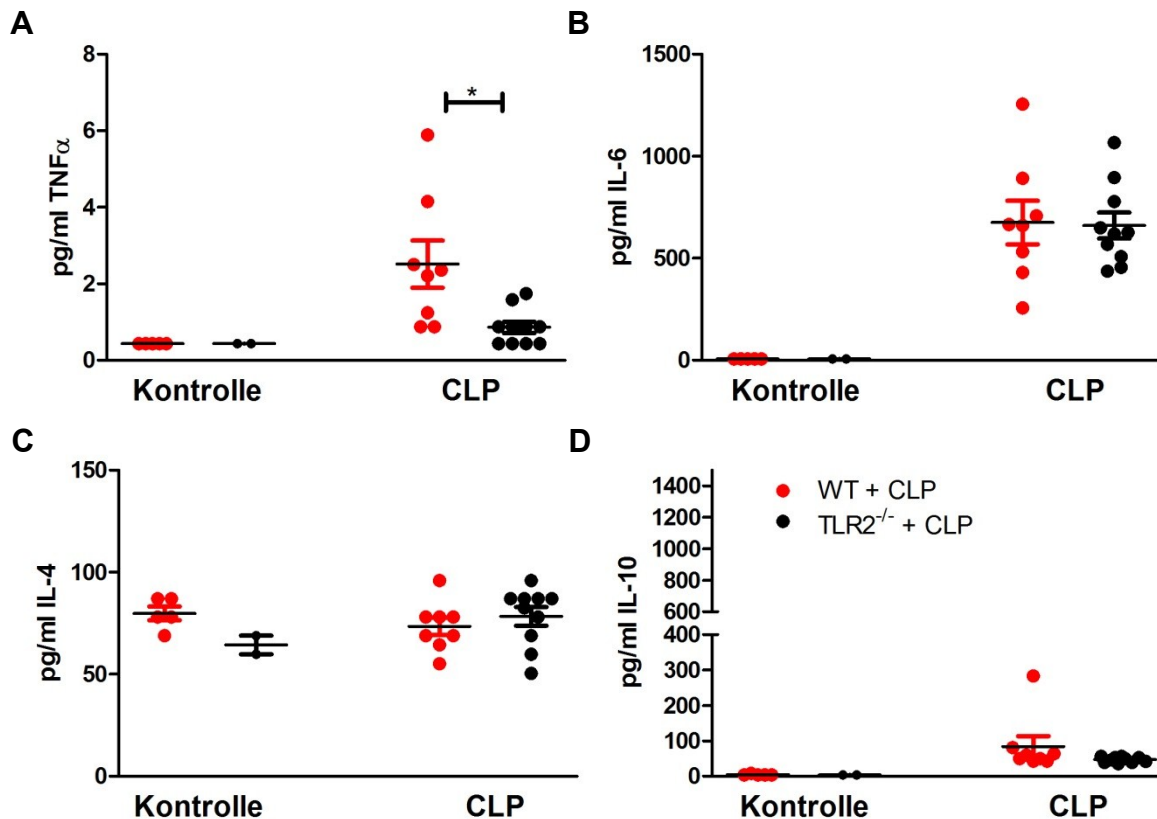 A
pg/ml TNFα
8
6
4
2
0
*
Kontrolle CLP
B
pg/ml IL-6
1500
1000
500
0
Kontrolle CLP
C
pg/ml IL-4
150
100
50
0
Kontrolle CLP
D
pg/ml IL-10
1400
1200
1000
800
600
400
300
200
100
0
WT + CLP
TLR2-/- + CLP
Kontrolle CLP